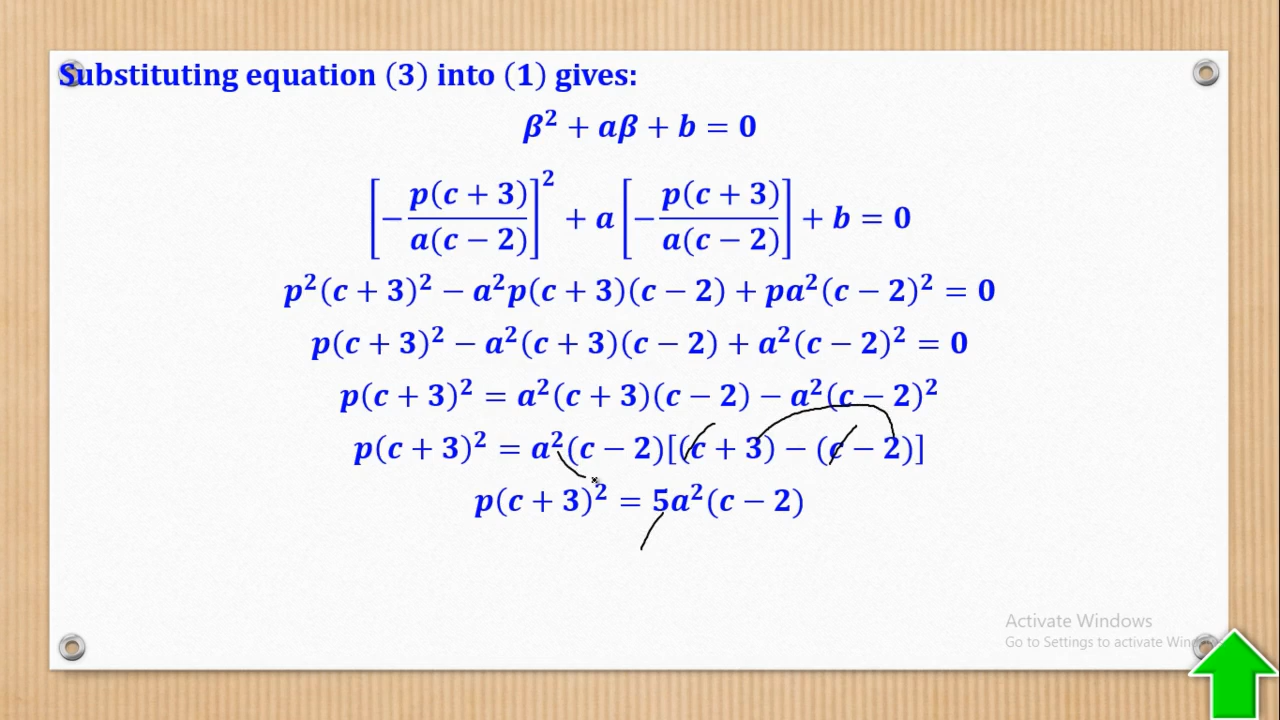 Substituting equation (3) into (1) gives:
β² + aβ + b = 0
[−p(c + 3)/a(c − 2)]² + a[−p(c + 3)/a(c − 2)] + b = 0
p²(c + 3)² − a²p(c + 3)(c − 2) + pa²(c − 2)² = 0
p(c + 3)² − a²(c + 3)(c − 2) + a²(c − 2)² = 0
p(c + 3)² = a²(c + 3)(c − 2) − a²(c − 2)²
p(c + 3)² = a²(c − 2)[(c + 3) − (c − 2)]
p(c + 3)² = 5a²(c − 2)
Activate Windows
Go to Settings to activate